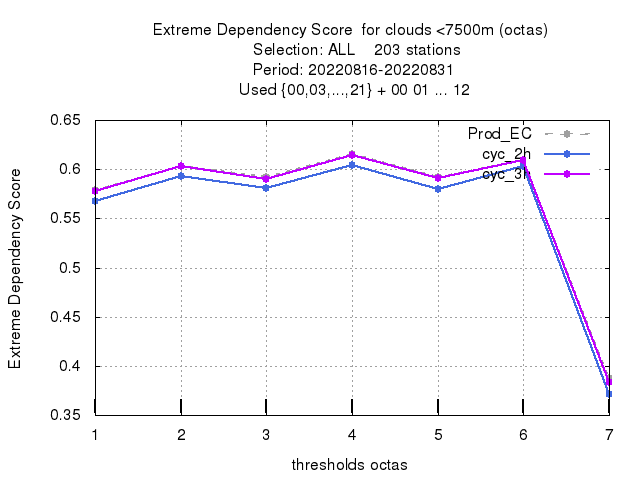 Extreme Dependency Score  for clouds <7500m (octas)
Selection: ALL    203 stations
Period: 20220816-20220831
Used {00,03,...,21} + 00 01 ... 12
Prod_EC
cyc_2h
cyc_3h
Extreme Dependency Score
0.65
0.6
0.55
0.5
0.45
0.4
0.35
1 2 3 4 5 6 7
thresholds octas